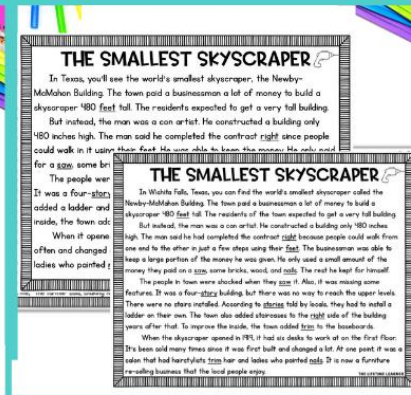 THE SMALLEST SKYSCRAPER
In Texas, you'll see the world's smallest skyscraper, the Newby-
McMahon Building. The town paid a businessman a lot of money to build a
skyscraper 480 feet tall. The residents expected to get a very tall building.
But instead, the man was a con artist. He constructed a building only
480 inches high. The man said he completed the contract right since people
could walk in it using their feet. He was able to keep the money. He only paid
for a saw, some bri
The people wer
It was a four-story
added a ladder and
inside, the town add
When it opene
often and changed
ladies who painted
THE SMALLEST SKYSCRAPER
In Wichita Falls, Texas, you can find the world's smallest skyscraper called the
Newby-McMahon Building. The town paid a businessman a lot of money to build a
skyscraper 480 feet tall. The residents of the town expected to get a very tall building.
But instead, the man was a con artist. He constructed a building only 480 inches
high. The man said he had completed the contract right because people could walk from
one end to the other in just a few steps using their feet. The businessman was able to
keep a large portion of the money he was given. He only used a small amount of the
money they paid on a saw, some bricks, wood, and nails. The rest he kept for himself.
The people in town were shocked when they saw it. Also, it was missing some
features. It was a four-story building, but there was no way to reach the upper levels.
There were no stairs installed. According to stories told by locals, they had to install a
ladder on their own. The town also added staircases to the right side of the building
years after that. To improve the inside, the town added trim to the baseboards.
When the skyscraper opened in 1919, it had six desks to work at on the first floor.
It's been sold many times since it was first built and changed a lot. At one point, it was a
salon that had hairstylists trim hair and ladies who painted nails. It is now a furniture
re-selling business that the local people enjoy.
THE LIFETIME LEARNER